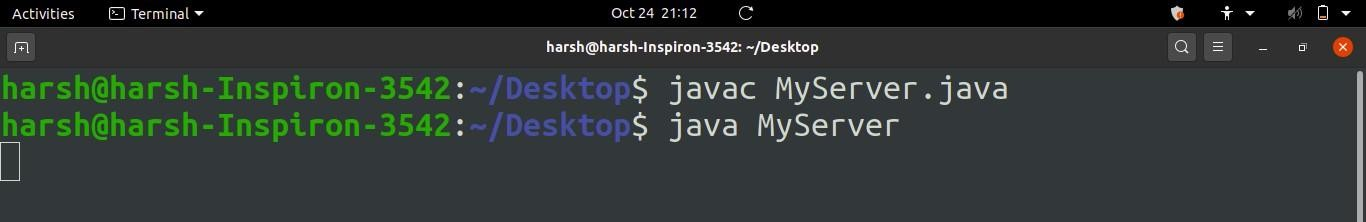 Activities Terminal Oct 24 21:12
harsh@harsh-Inspiron-3542: ~/Desktop
harsh@harsh-Inspiron-3542:~/Desktop$ javac MyServer.java
harsh@harsh-Inspiron-3542:~/Desktop$ java MyServer